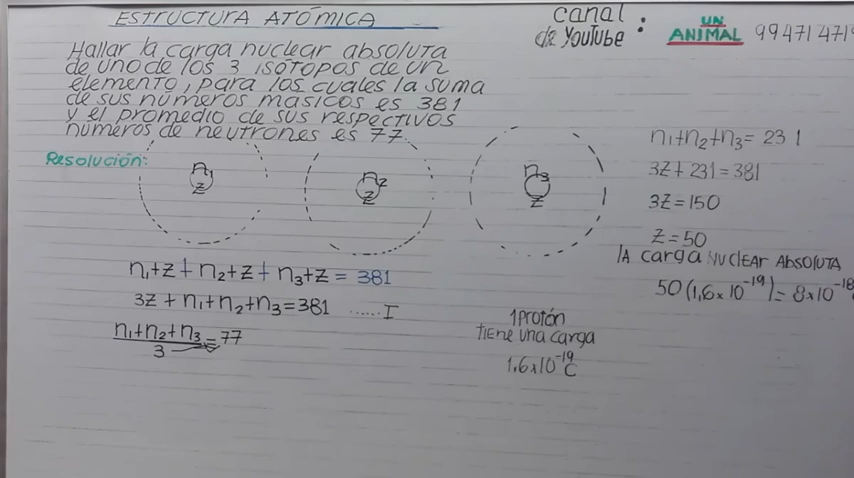 ESTRUCTURA ATÓMICA
canal
de YouTube :
UN
ANIMAL 99471471
Hallar la carga nuclear absoluta
de uno de los 3 isótopos de un
elemento, para los cuales la suma
de sus números masicos es 381
y el promedio de sus respectivos
números de neutrones es 77.
Resolución:
n1
z
n2
z
n3
z
n1+z+n2+z+n3+z = 381
3z+n1+n2+n3=381 ......I
n1+n2+n3
3
=77
1 protón
tiene una carga
1,6x10^-19 C
n1+n2+n3= 231
3z+231=381
3z=150
z=50
la carga nuclear absoluta
50(1,6x10^-19)=8x10^-18